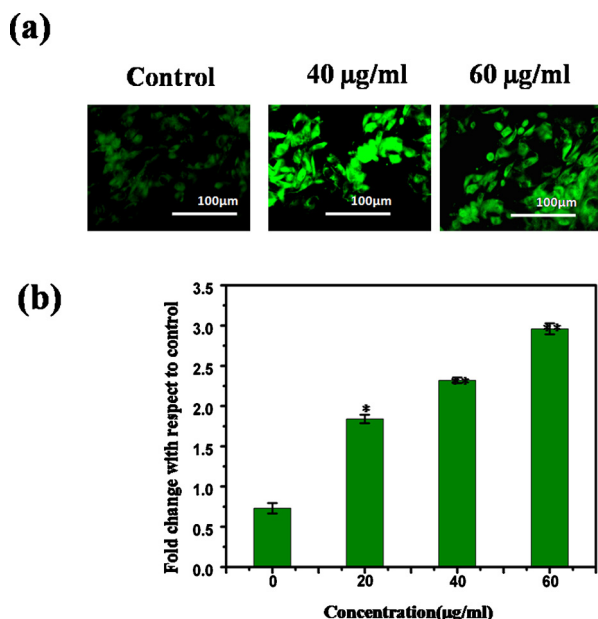 (a)
Control 40 μg/ml 60 μg/ml
100μm 100μm 100μm
(b)
Fold change with respect to control
3.5
3.0
2.5
2.0
1.5
1.0
0.5
0.0
*
**
**
0 20 40 60
Concentration(μg/ml)